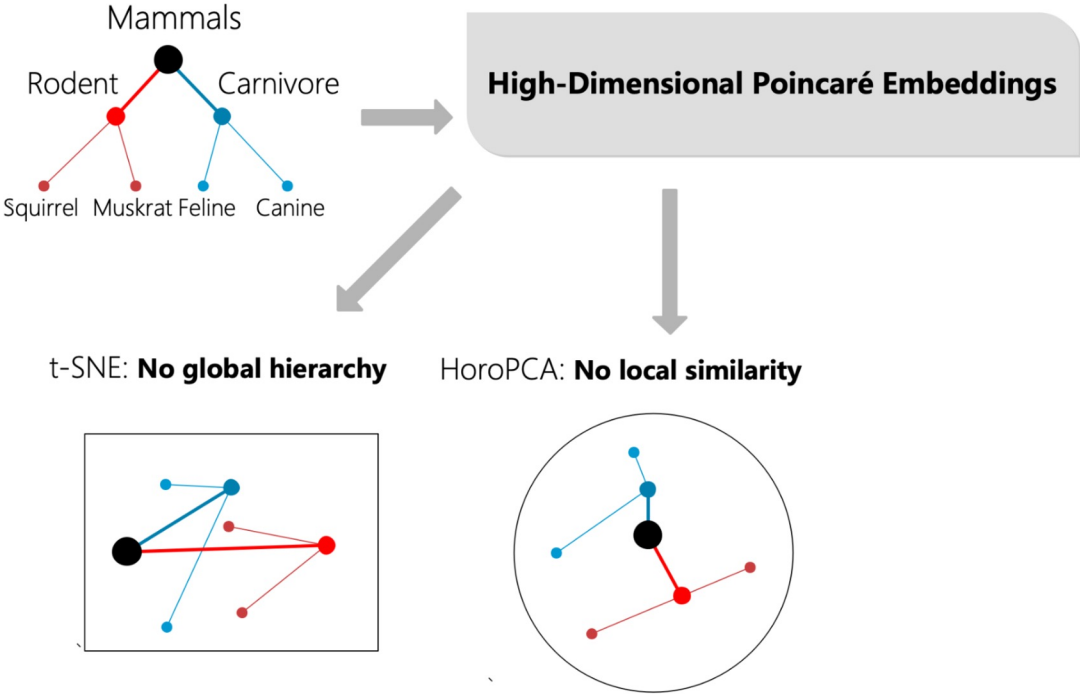 Mammals
Rodent
Carnivore
Squirrel
Muskrat
Feline
Canine
High-Dimensional Poincaré Embeddings
t-SNE: No global hierarchy
HoroPCA: No local similarity